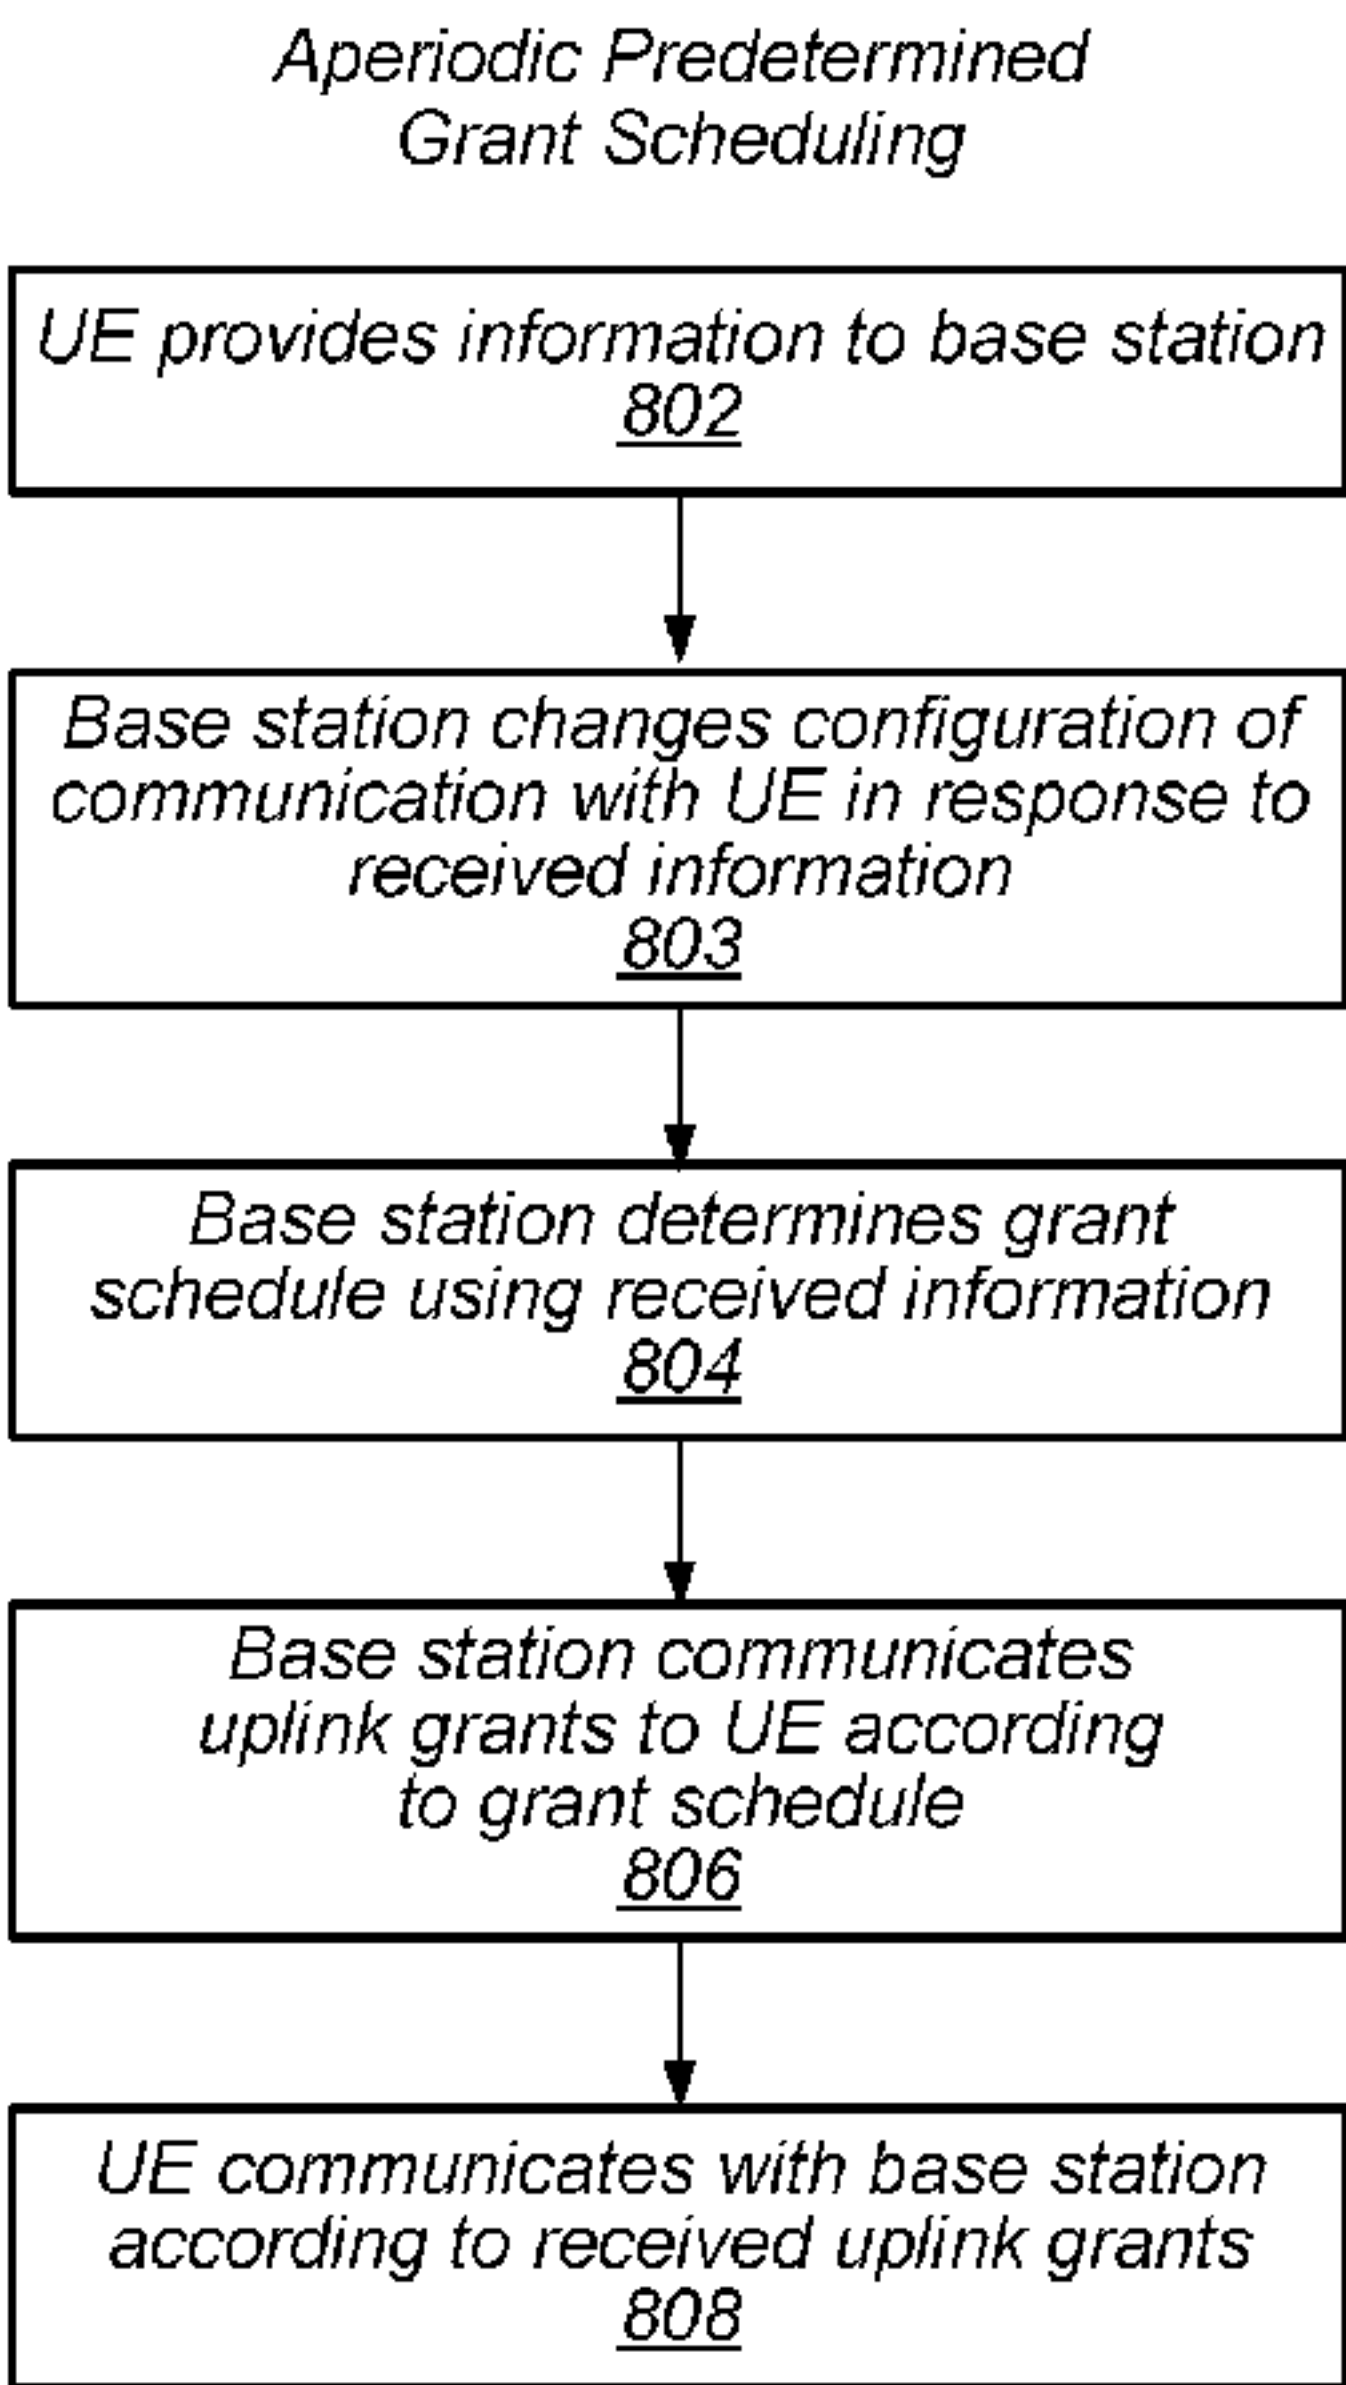 Aperiodic Predetermined
Grant Scheduling
UE provides information to base station
802
Base station changes configuration of
communication with UE in response to
received information
803
Base station determines grant
schedule using received information
804
Base station communicates
uplink grants to UE according
to grant schedule
806
UE communicates with base station
according to received uplink grants
808